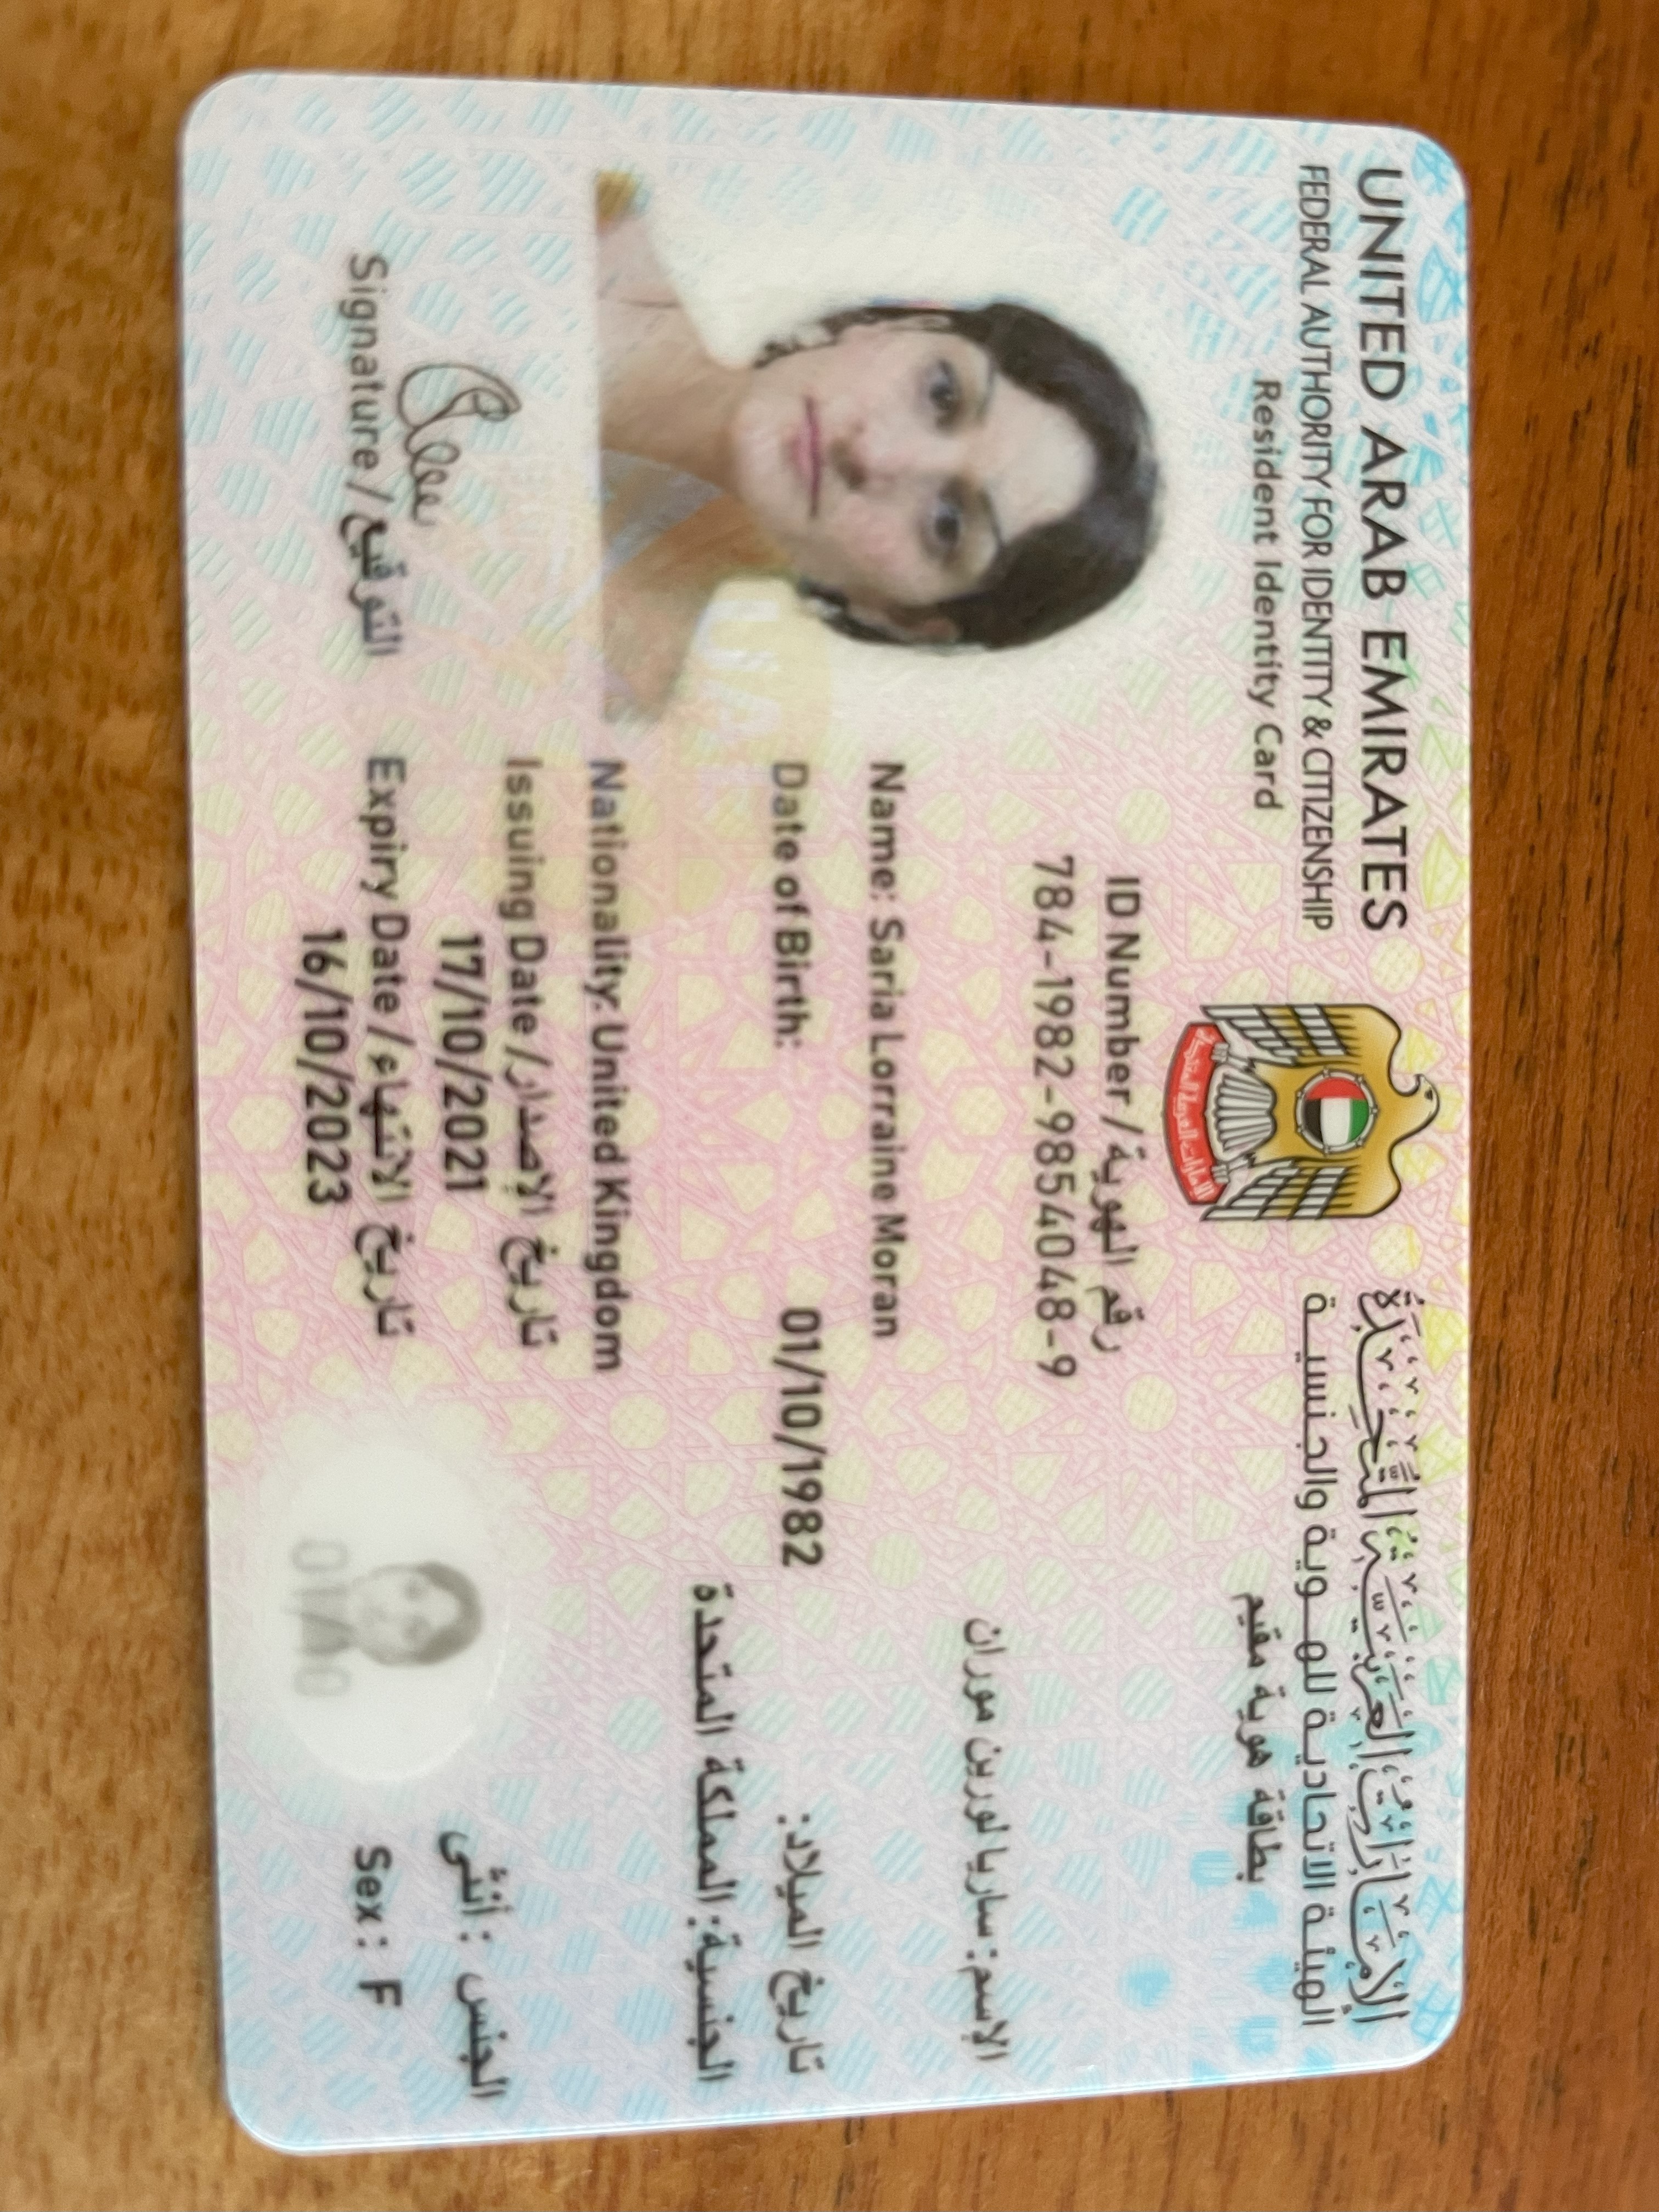 UNITED ARAB EMIRATES
الإمارات العربية المتحدة
FEDERAL AUTHORITY FOR IDENTITY & CITIZENSHIP
الهيئة الاتحادية للهوية والجنسية
Resident Identity Card
بطاقة هوية مقيم
ID Number / رقم الهوية
784-1982-9854048-9
الإسم: ساريا لورين موران
Name: Saria Lorraine Moran
Date of Birth: 01/10/1982 تاريخ الميلاد:
الجنسية: المملكة المتحدة
Nationality: United Kingdom
Issuing Date / تاريخ الإصدار
17/10/2021
Expiry Date / تاريخ الانتهاء
16/10/2023
الجنس: أنثى
Sex: F
Signature / التوقيع